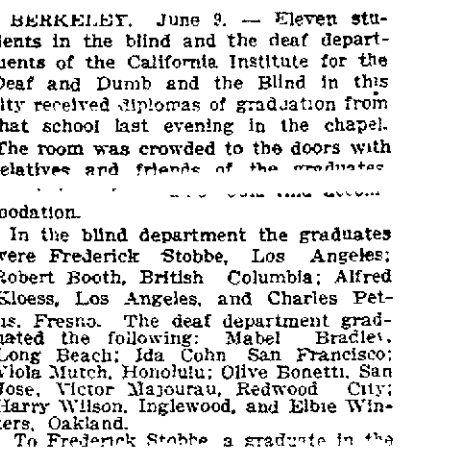 BERKELEY, June 9. — Eleven stu-
dents in the blind and the deaf depart-
ments of the California Institute for the
Deaf and Dumb and the Blind in this
ity received diplomas of graduation from
that school last evening in the chapel.
The room was crowded to the doors with
relatives and friends of the graduates
oodation.
In the blind department the graduates
were Frederick Stobbe, Los Angeles;
Robert Booth, British Columbia; Alfred
Kloess, Los Angeles, and Charles Pet-
us, Fresno. The deaf department grad-
uated the following: Mabel Bradley,
Long Beach; Ida Cohn San Francisco;
Viola Mutch, Honolulu; Olive Bonetti, San
Jose, Victor Majourau, Redwood City;
Harry Wilson, Inglewood, and Elbie Win-
ters, Oakland.
To Frederick Stobbe, a graduate in the